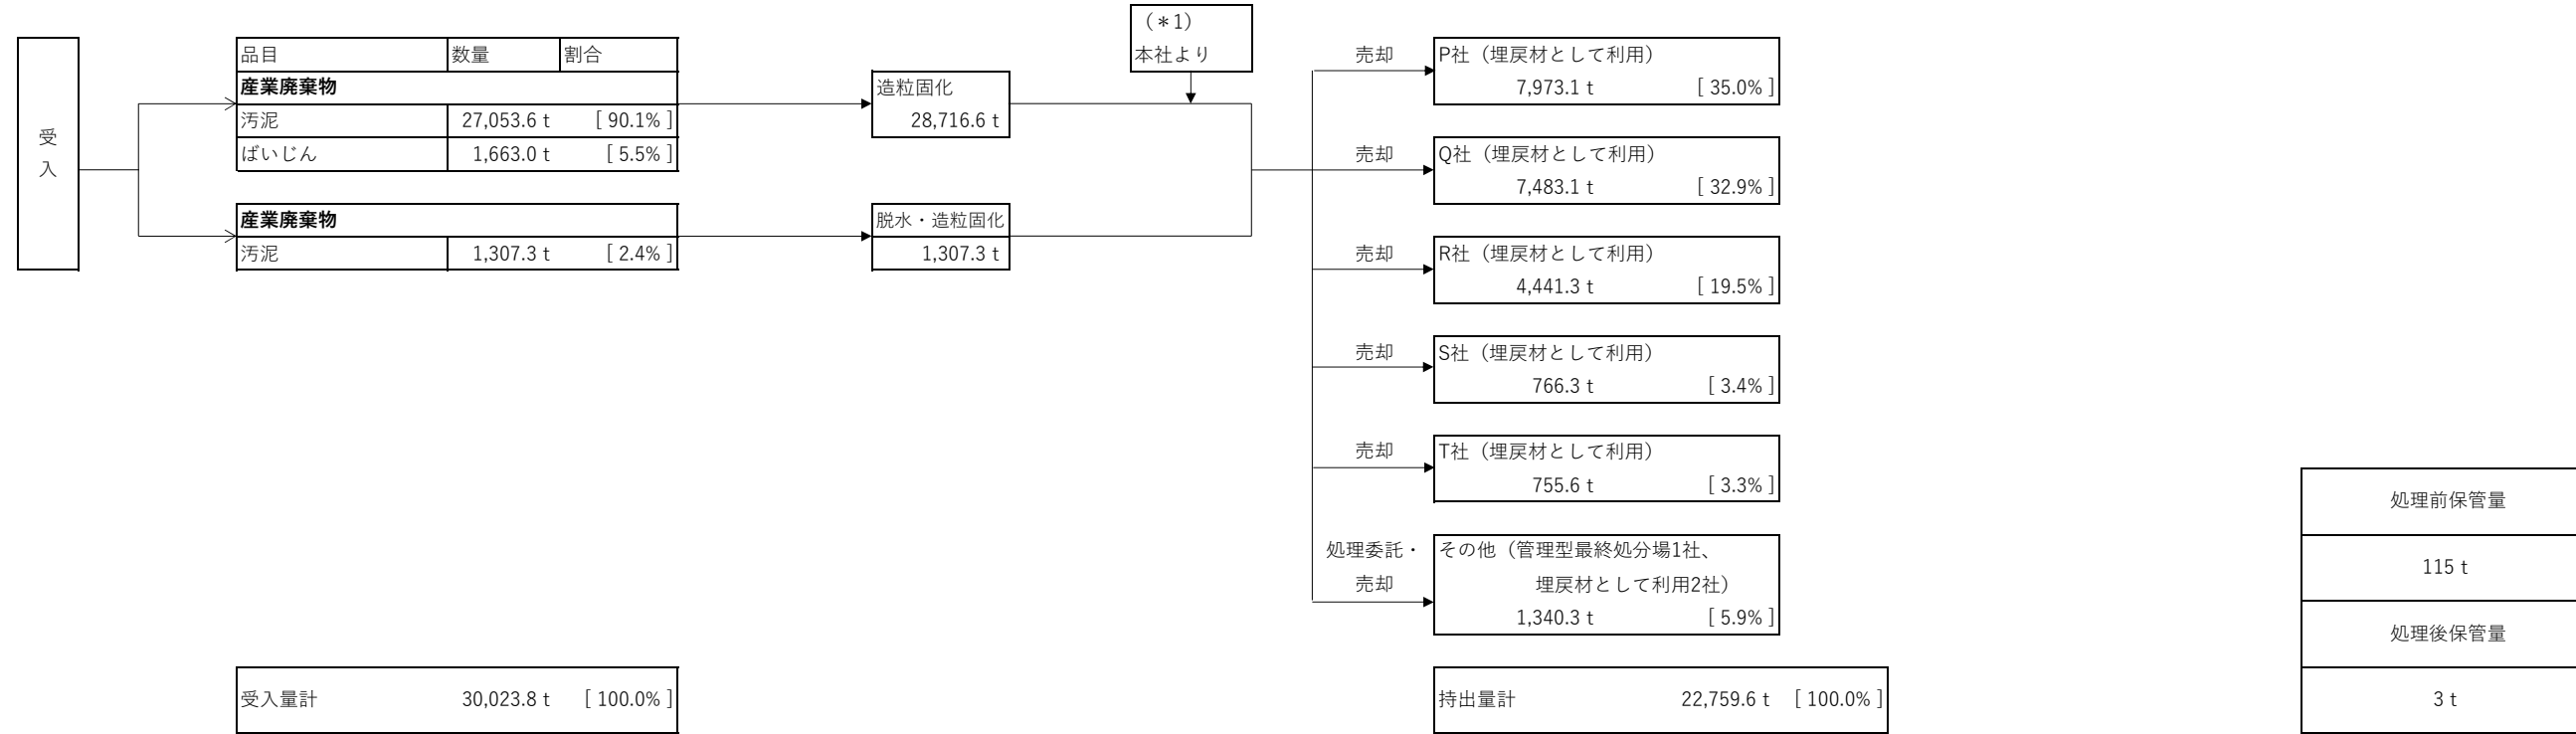 受
入
品目 数量 割合
産業廃棄物
汚泥 27,053.6 t [ 90.1% ]
ばいじん 1,663.0 t [ 5.5% ]
産業廃棄物
汚泥 1,307.3 t [ 2.4% ]
受入量計 30,023.8 t [ 100.0% ]
造粒固化
28,716.6 t
脱水・造粒固化
1,307.3 t
(＊1)
本社より
売却
P社（埋戻材として利用）
7,973.1 t [ 35.0% ]
売却
Q社（埋戻材として利用）
7,483.1 t [ 32.9% ]
売却
R社（埋戻材として利用）
4,441.3 t [ 19.5% ]
売却
S社（埋戻材として利用）
766.3 t [ 3.4% ]
売却
T社（埋戻材として利用）
755.6 t [ 3.3% ]
処理委託・
売却
その他（管理型最終処分場1社、
埋戻材として利用2社）
1,340.3 t [ 5.9% ]
持出量計 22,759.6 t [ 100.0% ]
処理前保管量
115 t
処理後保管量
3 t